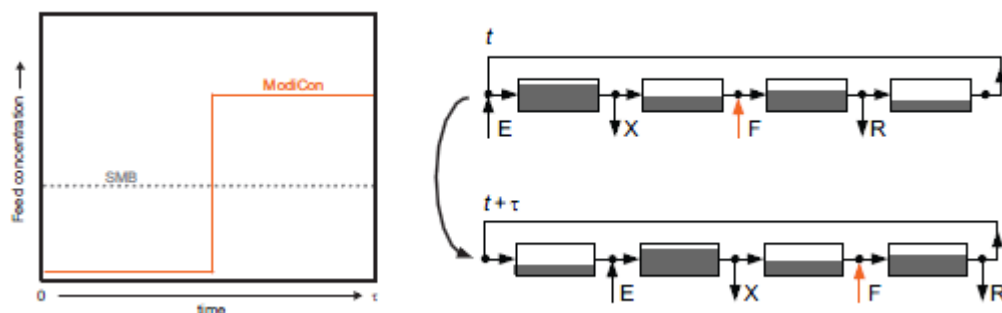 Feed concentration
ModiCon
SMB
0
time
τ
t
E
X
F
R
t + τ
E
X
F
R